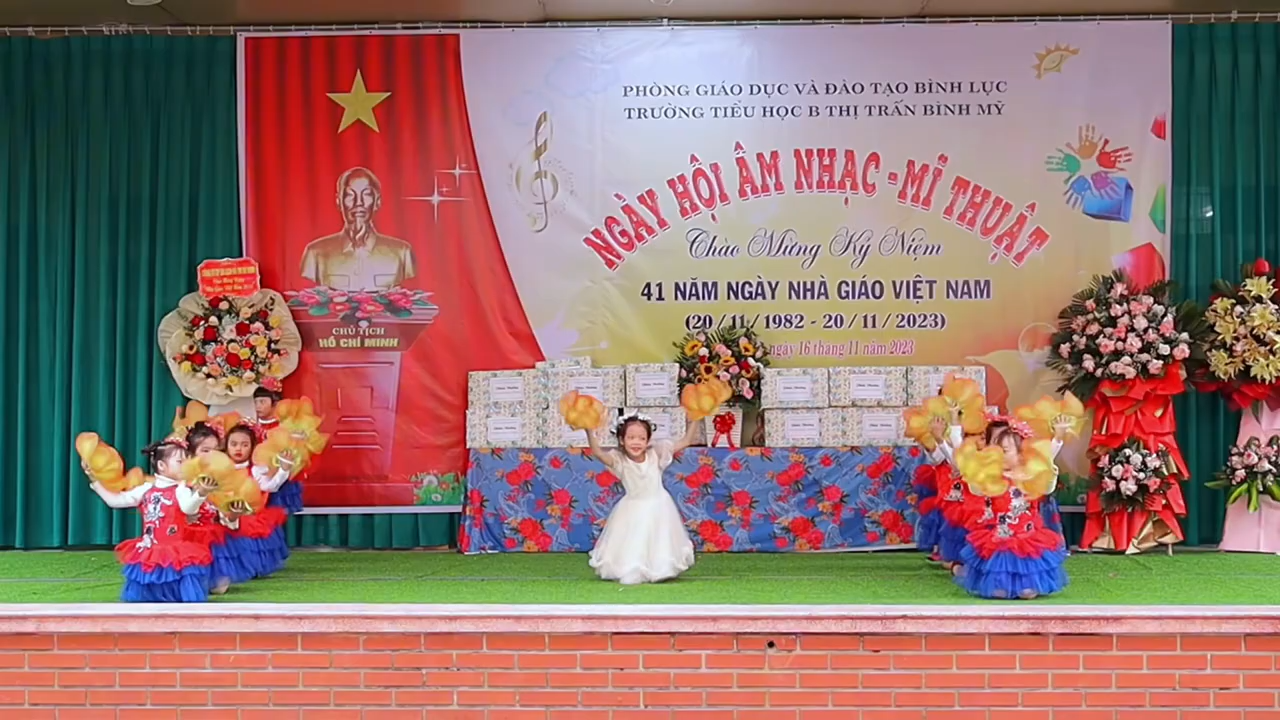 PHÒNG GIÁO DỤC VÀ ĐÀO TẠO BÌNH LỤC
TRƯỜNG TIỂU HỌC B THỊ TRẤN BÌNH MỸ
NGÀY HỘI ÂM NHẠC - MĨ THUẬT
Chào Mừng Kỷ Niệm
41 NĂM NGÀY NHÀ GIÁO VIỆT NAM
(20/11/1982 - 20/11/2023)
ngày 16 tháng 11 năm 2023
CHỦ TỊCH
HỒ CHÍ MINH